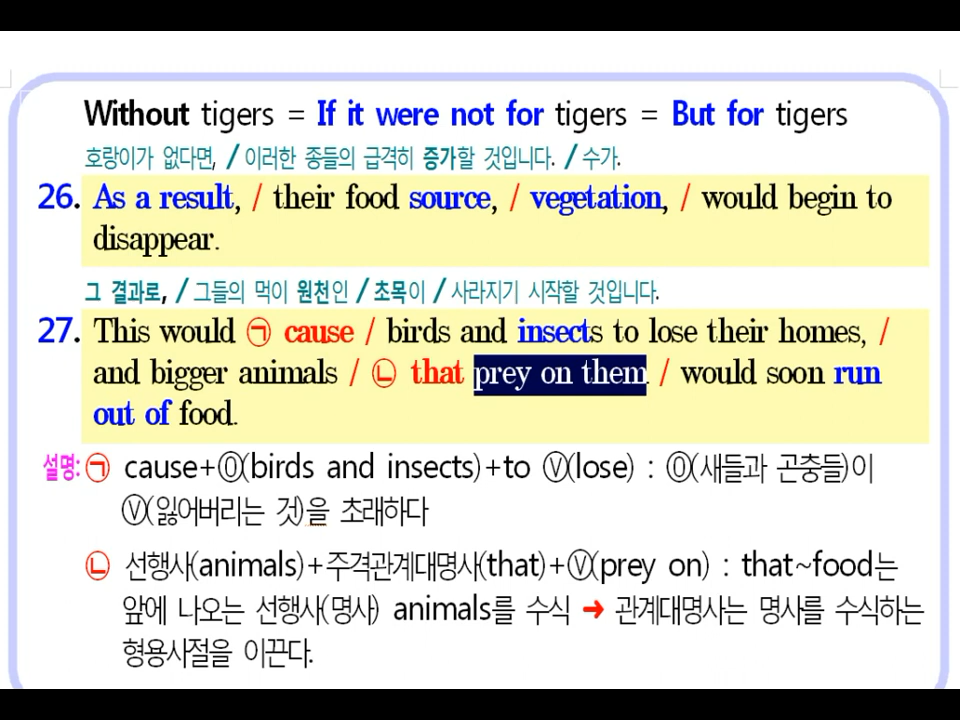 Without tigers = If it were not for tigers = But for tigers
호랑이가 없다면, / 이러한 종들의 급격히 증가할 것입니다. / 수가.
26. As a result, / their food source, / vegetation, / would begin to
disappear.
그 결과로, / 그들의 먹이 원천인 / 초목이 / 사라지기 시작할 것입니다.
27. This would ㉠ cause / birds and insects to lose their homes, /
and bigger animals / ㉡ that prey on them / would soon run
out of food.
설명: ㉠ cause+Ⓞ(birds and insects)+to Ⓥ(lose) : Ⓞ(새들과 곤충들)이
Ⓥ(잃어버리는 것)을 초래하다
㉡ 선행사(animals)+주격관계대명사(that)+Ⓥ(prey on) : that~food는
앞에 나오는 선행사(명사) animals를 수식 ➜ 관계대명사는 명사를 수식하는
형용사절을 이끈다.